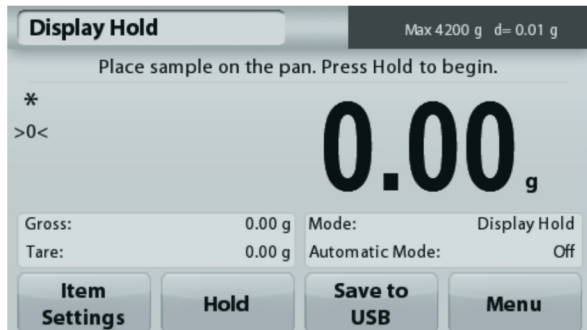 Display Hold
Max 4200 g d= 0.01 g
Place sample on the pan. Press Hold to begin.
*
>0<
0.00 g
Gross: 0.00 g
Tare: 0.00 g
Mode: Display Hold
Automatic Mode: Off
Item
Settings
Hold
Save to
USB
Menu